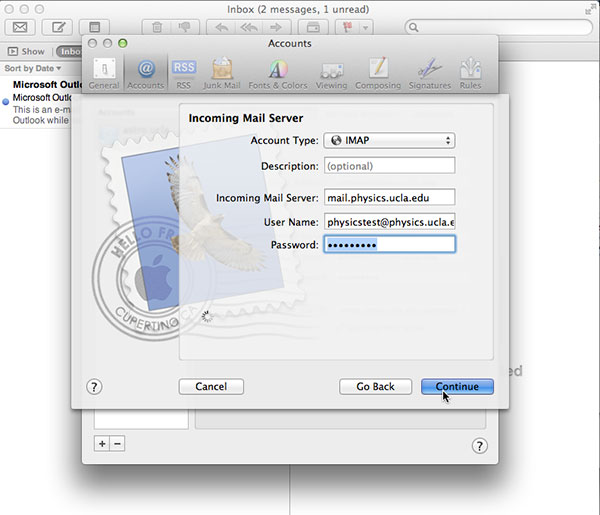 Inbox (2 messages, 1 unread)
Show
Inbo
Sort by Date
Microsoft Outlo
Microsoft Outlo
This is an e-m
Outlook while
Accounts
General
Accounts
RSS
RSS
Junk Mail
Fonts & Colors
Viewing
Composing
Signatures
Rules
Incoming Mail Server
Account Type:
IMAP
Description:
(optional)
Incoming Mail Server:
mail.physics.ucla.edu
User Name:
physicstest@physics.ucla.e
Password:
•••••••••
HELLO FR
CUPERTINO CA
ed
?
Cancel
Go Back
Continue
+ −
?